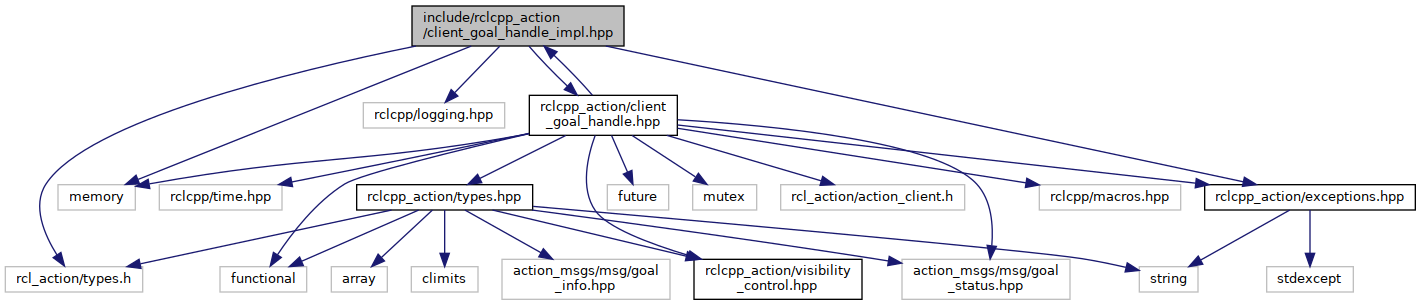 include/rclcpp_action
/client_goal_handle_impl.hpp
rclcpp/logging.hpp
rclcpp_action/client
_goal_handle.hpp
memory
rclcpp/time.hpp
rclcpp_action/types.hpp
future
mutex
rcl_action/action_client.h
rclcpp/macros.hpp
rclcpp_action/exceptions.hpp
rcl_action/types.h
functional
array
climits
action_msgs/msg/goal
_info.hpp
rclcpp_action/visibility
_control.hpp
action_msgs/msg/goal
_status.hpp
string
stdexcept